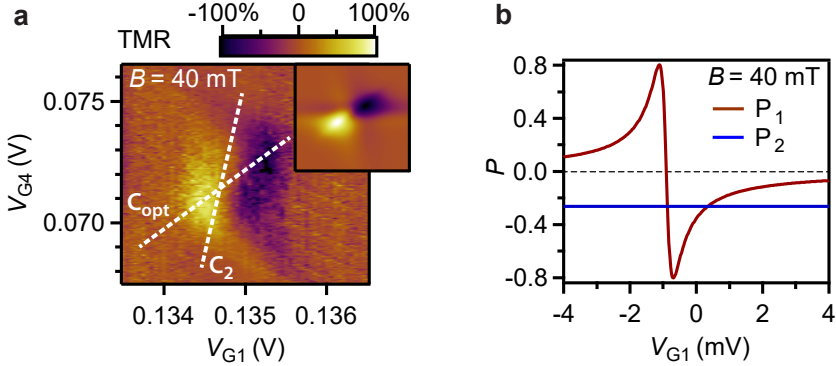 a
-100% 0 100%
TMR
B = 40 mT
0.075
0.070
V_G4 (V)
C_opt
C_2
0.134 0.135 0.136
V_G1 (V)
b
0.8
0.4
0.0
-0.4
-0.8
P
B = 40 mT
P_1
P_2
-4 -2 0 2 4
V_G1 (mV)